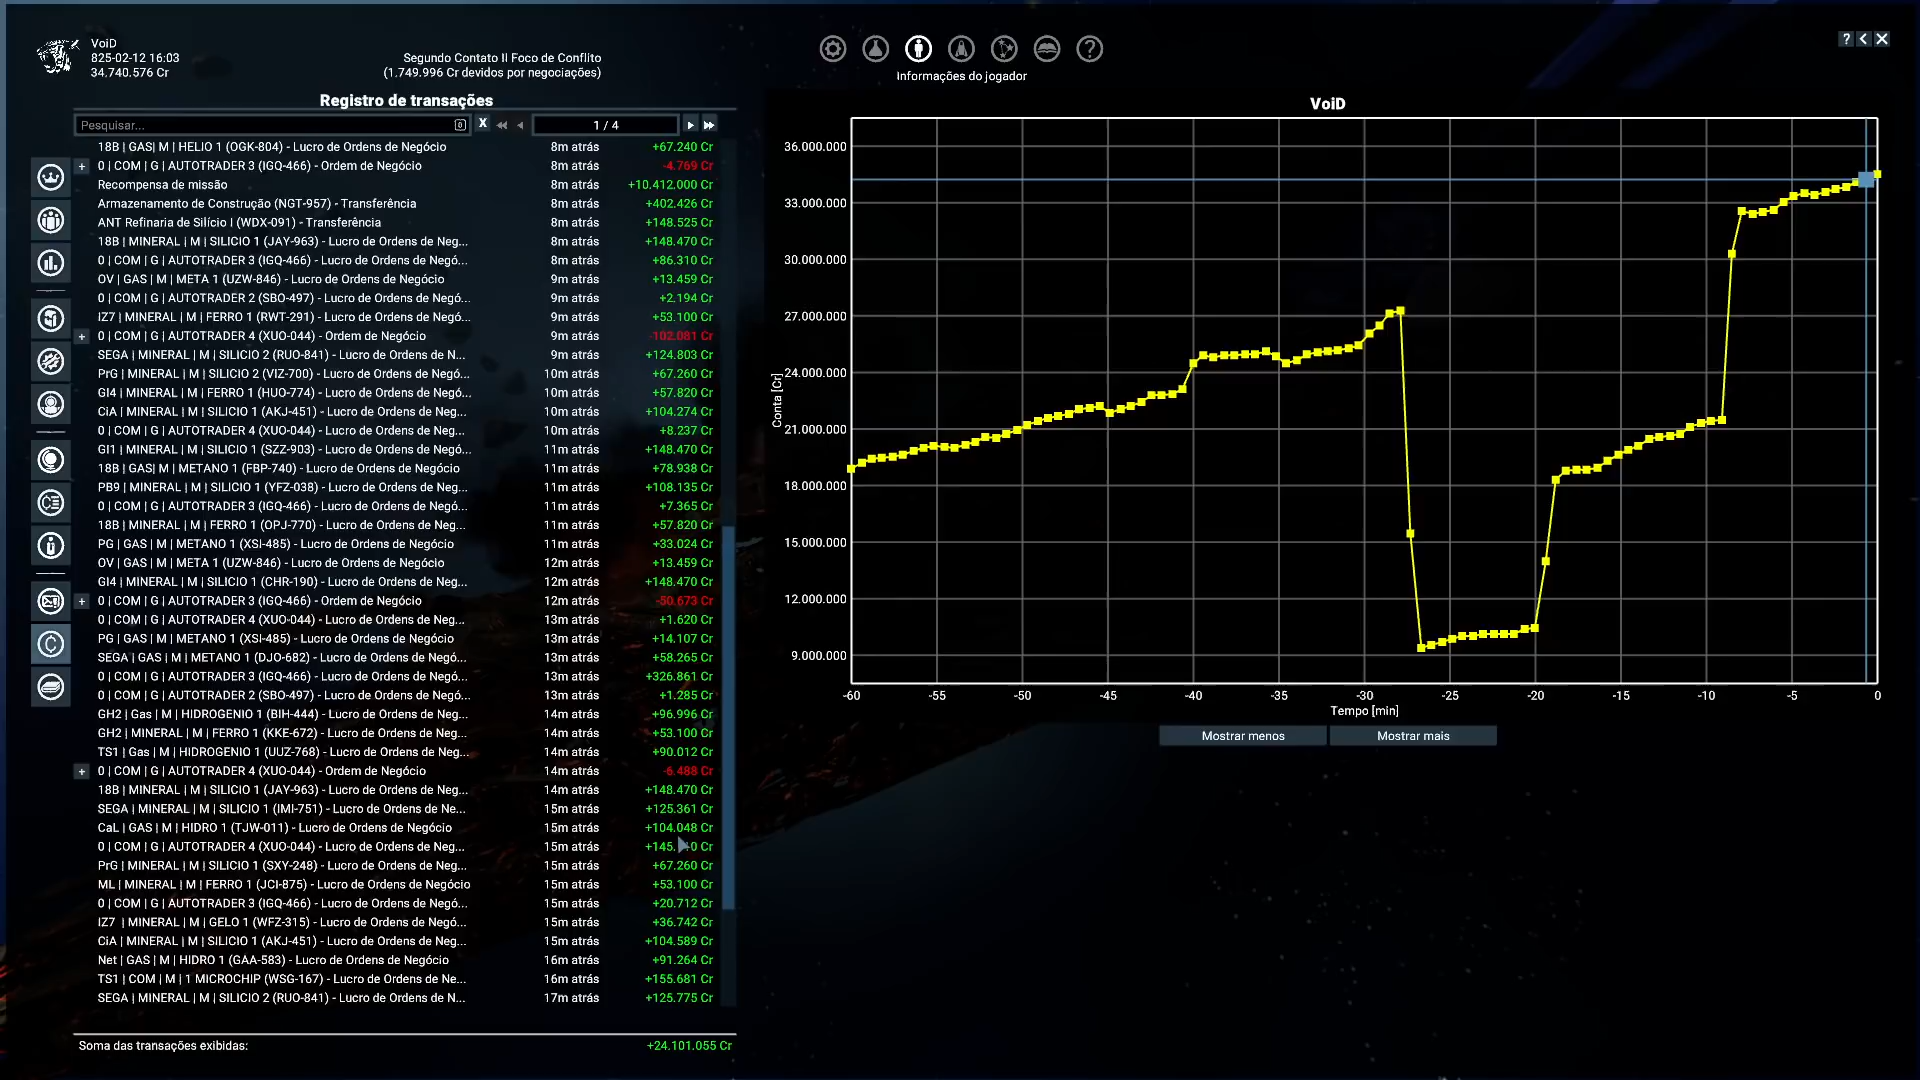 VoiD
825-02-12 16:03
34.740.576 Cr
Segundo Contato II Foco de Conflito
(1.749.996 Cr devidos por negociações)
Informações do jogador
? < X
Registro de transações
Pesquisar...
X
1 / 4
18B | GAS| M | HELIO 1 (OGK-804) - Lucro de Ordens de Negócio 8m atrás +67.240 Cr
+ 0 | COM | G | AUTOTRADER 3 (IGQ-466) - Ordem de Negócio 8m atrás -4.769 Cr
Recompensa de missão 8m atrás +10.412.000 Cr
Armazenamento de Construção (NGT-957) - Transferência 8m atrás +402.426 Cr
ANT Refinaria de Silício I (WDX-091) - Transferência 8m atrás +148.525 Cr
18B | MINERAL | M | SILICIO 1 (JAY-963) - Lucro de Ordens de Neg... 8m atrás +148.470 Cr
0 | COM | G | AUTOTRADER 3 (IGQ-466) - Lucro de Ordens de Negó... 8m atrás +86.310 Cr
OV | GAS | M | META 1 (UZW-846) - Lucro de Ordens de Negócio 9m atrás +13.459 Cr
0 | COM | G | AUTOTRADER 2 (SBO-497) - Lucro de Ordens de Negó... 9m atrás +2.194 Cr
IZ7 | MINERAL | M | FERRO 1 (RWT-291) - Lucro de Ordens de Negó... 9m atrás +53.100 Cr
+ 0 | COM | G | AUTOTRADER 4 (XUO-044) - Ordem de Negócio 9m atrás -102.081 Cr
SEGA | MINERAL | M | SILICIO 2 (RUO-841) - Lucro de Ordens de N... 9m atrás +124.803 Cr
PrG | MINERAL | M | SILICIO 2 (VIZ-700) - Lucro de Ordens de Neg... 10m atrás +67.260 Cr
GI4 | MINERAL | M | FERRO 1 (HUO-774) - Lucro de Ordens de Negó... 10m atrás +57.820 Cr
CiA | MINERAL | M | SILICIO 1 (AKJ-451) - Lucro de Ordens de Neg... 10m atrás +104.274 Cr
0 | COM | G | AUTOTRADER 4 (XUO-044) - Lucro de Ordens de Neg... 10m atrás +8.237 Cr
GI1 | MINERAL | M | SILICIO 1 (SZZ-903) - Lucro de Ordens de Neg... 11m atrás +148.470 Cr
18B | GAS| M | METANO 1 (FBP-740) - Lucro de Ordens de Negócio 11m atrás +78.938 Cr
PB9 | MINERAL | M | SILICIO 1 (YFZ-038) - Lucro de Ordens de Neg... 11m atrás +108.135 Cr
0 | COM | G | AUTOTRADER 3 (IGQ-466) - Lucro de Ordens de Negó... 11m atrás +7.365 Cr
18B | MINERAL | M | FERRO 1 (OPJ-770) - Lucro de Ordens de Neg... 11m atrás +57.820 Cr
PG | GAS | M | METANO 1 (XSI-485) - Lucro de Ordens de Negócio 11m atrás +33.024 Cr
OV | GAS | M | META 1 (UZW-846) - Lucro de Ordens de Negócio 12m atrás +13.459 Cr
GI4 | MINERAL | M | SILICIO 1 (CHR-190) - Lucro de Ordens de Neg... 12m atrás +148.470 Cr
+ 0 | COM | G | AUTOTRADER 3 (IGQ-466) - Ordem de Negócio 12m atrás -50.673 Cr
0 | COM | G | AUTOTRADER 4 (XUO-044) - Lucro de Ordens de Neg... 13m atrás +1.620 Cr
PG | GAS | M | METANO 1 (XSI-485) - Lucro de Ordens de Negócio 13m atrás +14.107 Cr
SEGA | GAS | M | METANO 1 (DJO-682) - Lucro de Ordens de Negó... 13m atrás +58.265 Cr
0 | COM | G | AUTOTRADER 3 (IGQ-466) - Lucro de Ordens de Negó... 13m atrás +326.861 Cr
0 | COM | G | AUTOTRADER 2 (SBO-497) - Lucro de Ordens de Negó... 13m atrás +1.285 Cr
GH2 | Gas | M | HIDROGENIO 1 (BIH-444) - Lucro de Ordens de Neg... 14m atrás +96.996 Cr
GH2 | MINERAL | M | FERRO 1 (KKE-672) - Lucro de Ordens de Neg... 14m atrás +53.100 Cr
TS1 | Gas | M | HIDROGENIO 1 (UUZ-768) - Lucro de Ordens de Neg... 14m atrás +90.012 Cr
+ 0 | COM | G | AUTOTRADER 4 (XUO-044) - Ordem de Negócio 14m atrás -6.488 Cr
18B | MINERAL | M | SILICIO 1 (JAY-963) - Lucro de Ordens de Neg... 14m atrás +148.470 Cr
SEGA | MINERAL | M | SILICIO 1 (IMI-751) - Lucro de Ordens de Ne... 15m atrás +125.361 Cr
CaL | GAS | M | HIDRO 1 (TJW-011) - Lucro de Ordens de Negócio 15m atrás +104.048 Cr
0 | COM | G | AUTOTRADER 4 (XUO-044) - Lucro de Ordens de Neg... 15m atrás Cr
PrG | MINERAL | M | SILICIO 1 (SXY-248) - Lucro de Ordens de Neg... 15m atrás +67.260 Cr
ML | MINERAL | M | FERRO 1 (JCI-875) - Lucro de Ordens de Negócio 15m atrás +53.100 Cr
0 | COM | G | AUTOTRADER 3 (IGQ-466) - Lucro de Ordens de Negó... 15m atrás +20.712 Cr
IZ7 | MINERAL | M | GELO 1 (WFZ-315) - Lucro de Ordens de Negó... 15m atrás +36.742 Cr
CiA | MINERAL | M | SILICIO 1 (AKJ-451) - Lucro de Ordens de Neg... 15m atrás +104.589 Cr
Net | GAS | M | HIDRO 1 (GAA-583) - Lucro de Ordens de Negócio 16m atrás +91.264 Cr
TS1 | COM | M | 1 MICROCHIP (WSG-167) - Lucro de Ordens de Ne... 16m atrás +155.681 Cr
SEGA | MINERAL | M | SILICIO 2 (RUO-841) - Lucro de Ordens de N... 17m atrás +125.775 Cr
Soma das transações exibidas: +24.101.055 Cr
VoiD
36.000.000
33.000.000
30.000.000
27.000.000
24.000.000
21.000.000
18.000.000
15.000.000
12.000.000
9.000.000
Conta [Cr]
-60 -55 -50 -45 -40 -35 -30 -25 -20 -15 -10 -5 0
Tempo [min]
Mostrar menos Mostrar mais